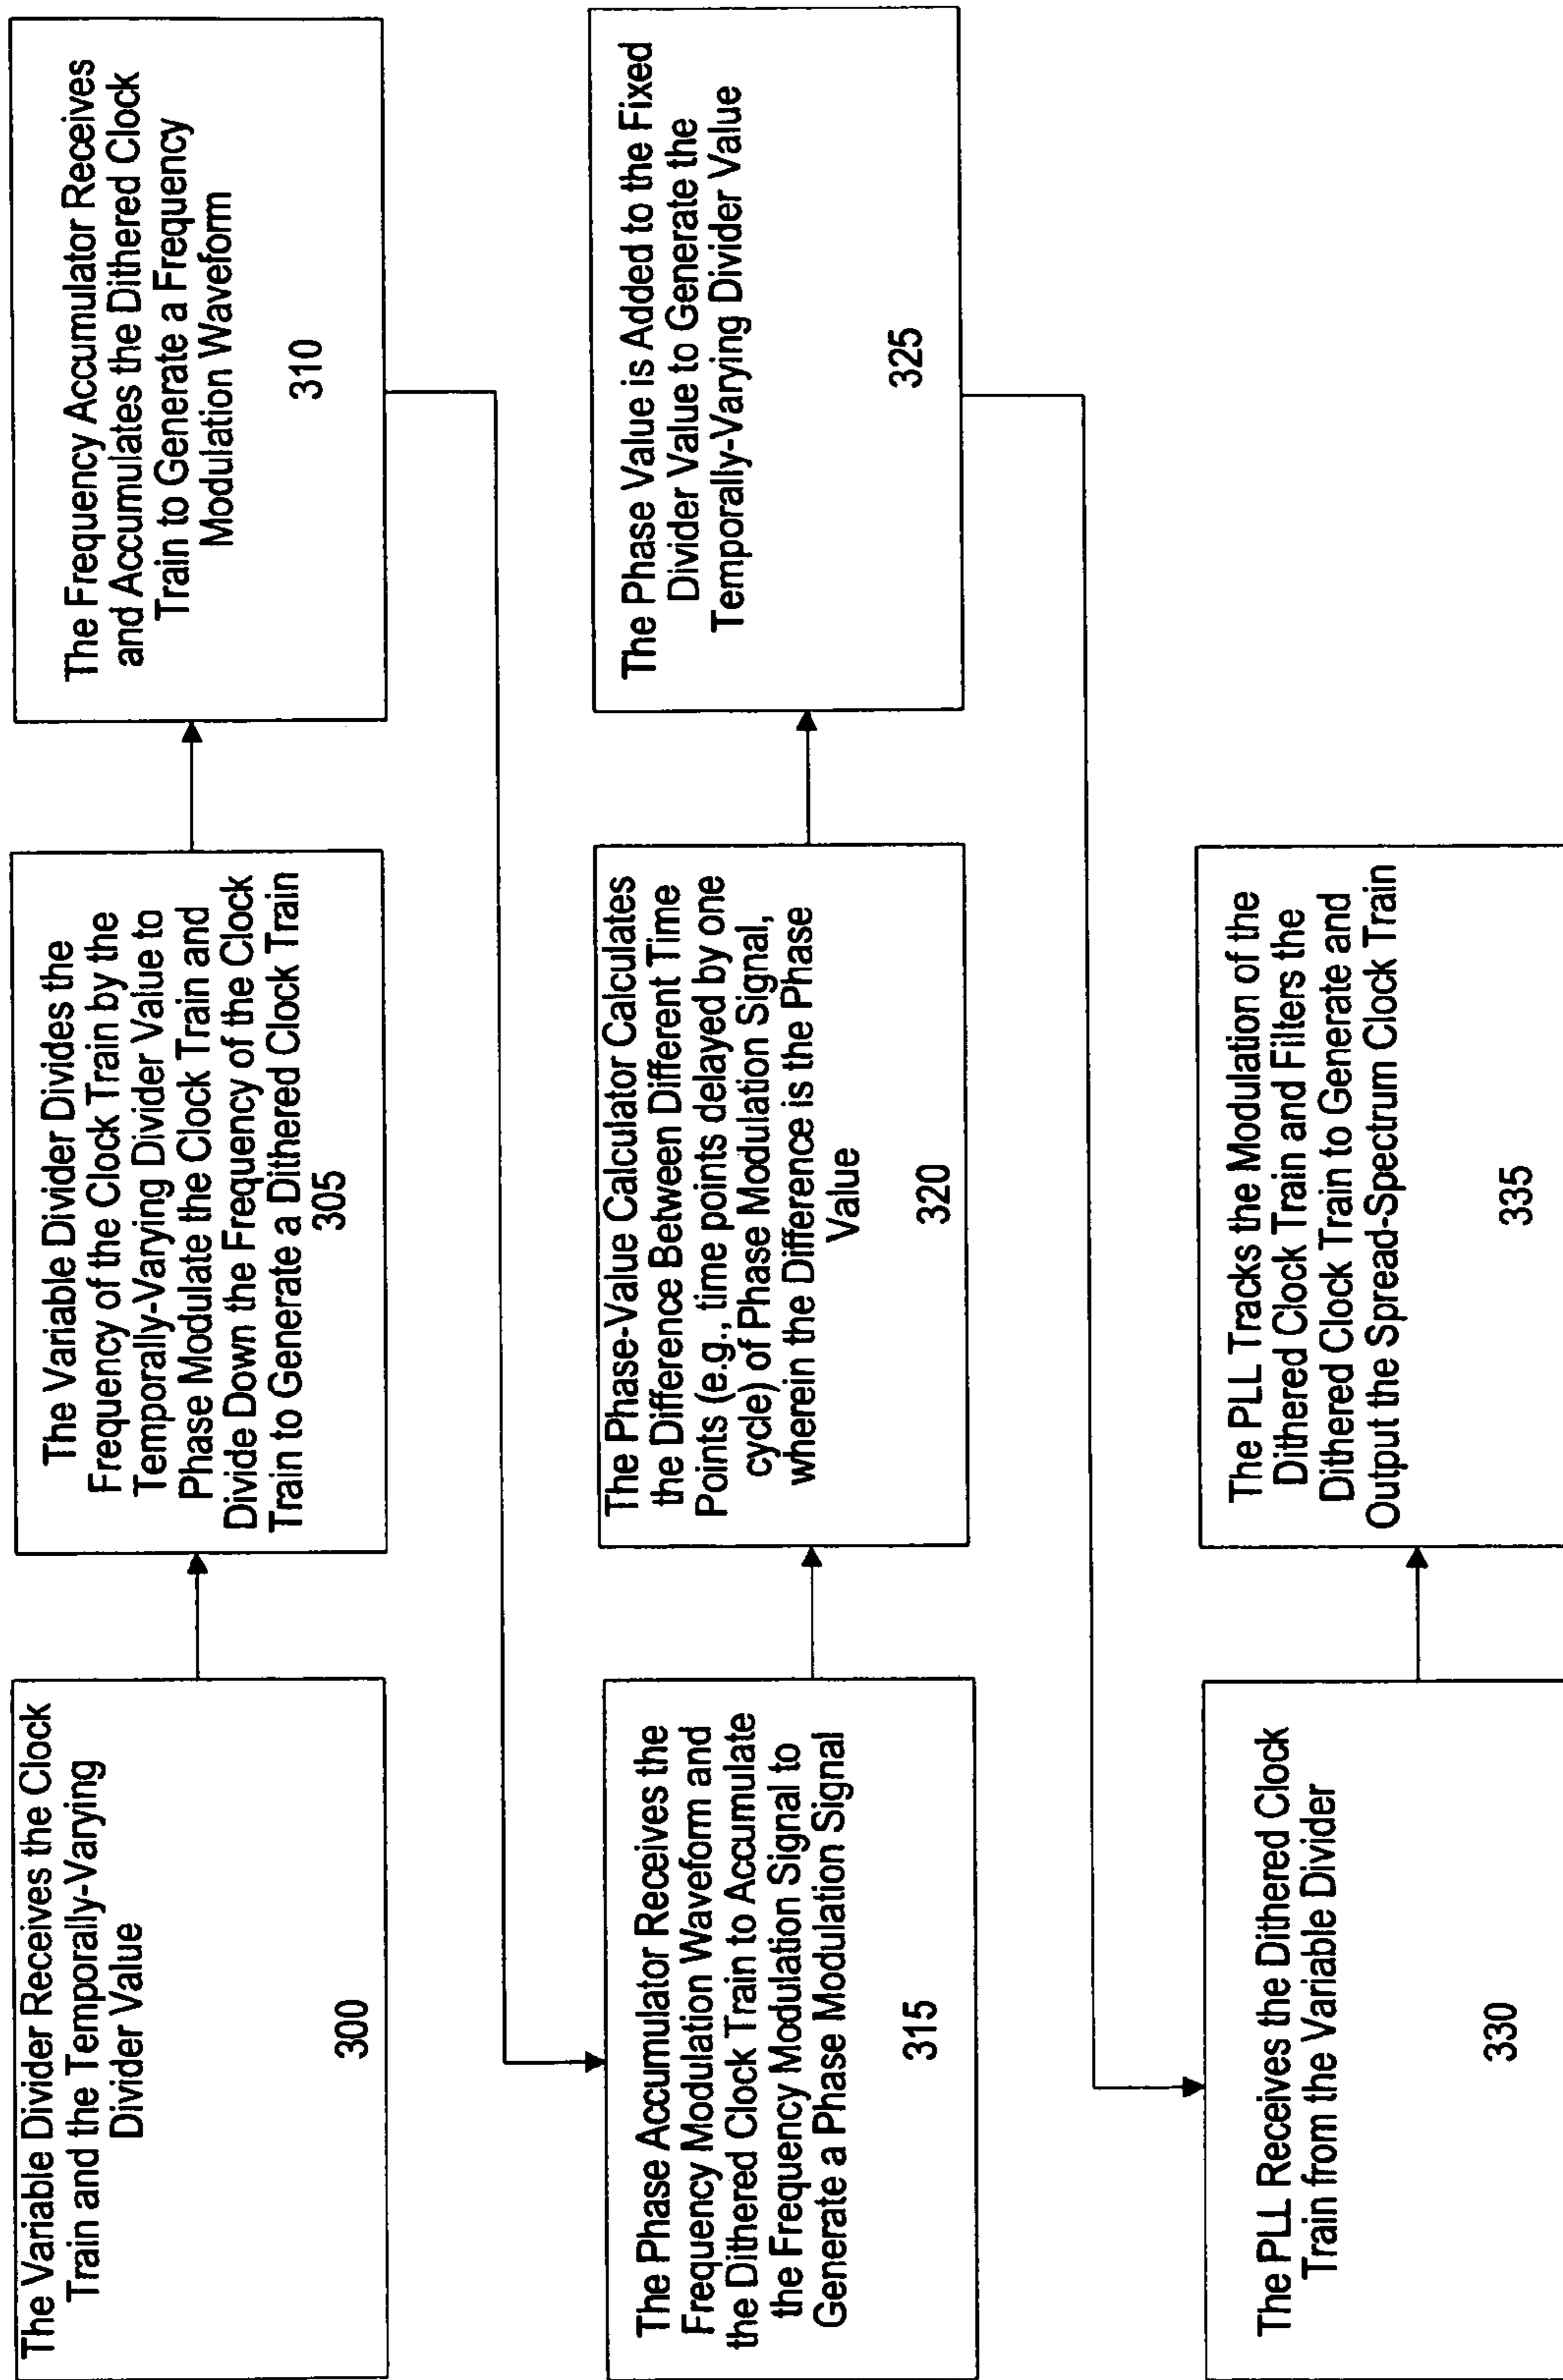 The Variable Divider Receives the Clock
Train and the Temporally-Varying
Divider Value
300
The Variable Divider Divides the
Frequency of the Clock Train by the
Temporally-Varying Divider Value to
Phase Modulate the Clock Train and
Divide Down the Frequency of the Clock
Train to Generate a Dithered Clock Train
305
The Frequency Accumulator Receives
and Accumulates the Dithered Clock
Train to Generate a Frequency
Modulation Waveform
310
The Phase Accumulator Receives the
Frequency Modulation Waveform and
the Dithered Clock Train to Accumulate
the Frequency Modulation Signal to
Generate a Phase Modulation Signal
315
The Phase-Value Calculator Calculates
the Difference Between Different Time
Points (e.g., time points delayed by one
cycle) of Phase Modulation Signal,
wherein the Difference is the Phase
Value
320
The Phase Value is Added to the Fixed
Divider Value to Generate the
Temporally-Varying Divider Value
325
The PLL Receives the Dithered Clock
Train from the Variable Divider
330
The PLL Tracks the Modulation of the
Dithered Clock Train and Filters the
Dithered Clock Train to Generate and
Output the Spread-Spectrum Clock Train
335